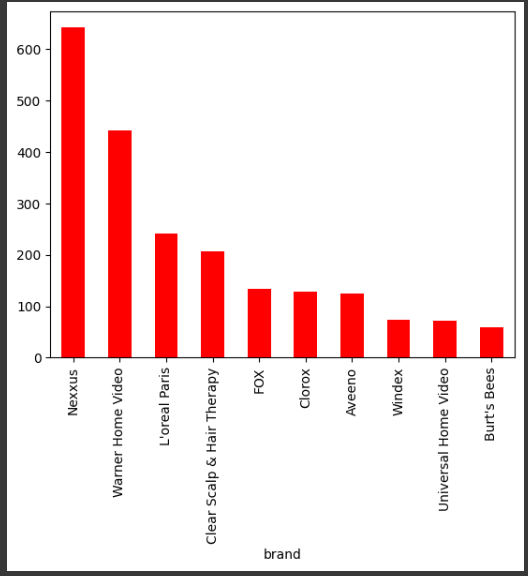 600
500
400
300
200
100
0
Nexxus
Warner Home Video
L'oreal Paris
Clear Scalp & Hair Therapy
FOX
Clorox
Aveeno
Windex
Universal Home Video
Burt's Bees
brand